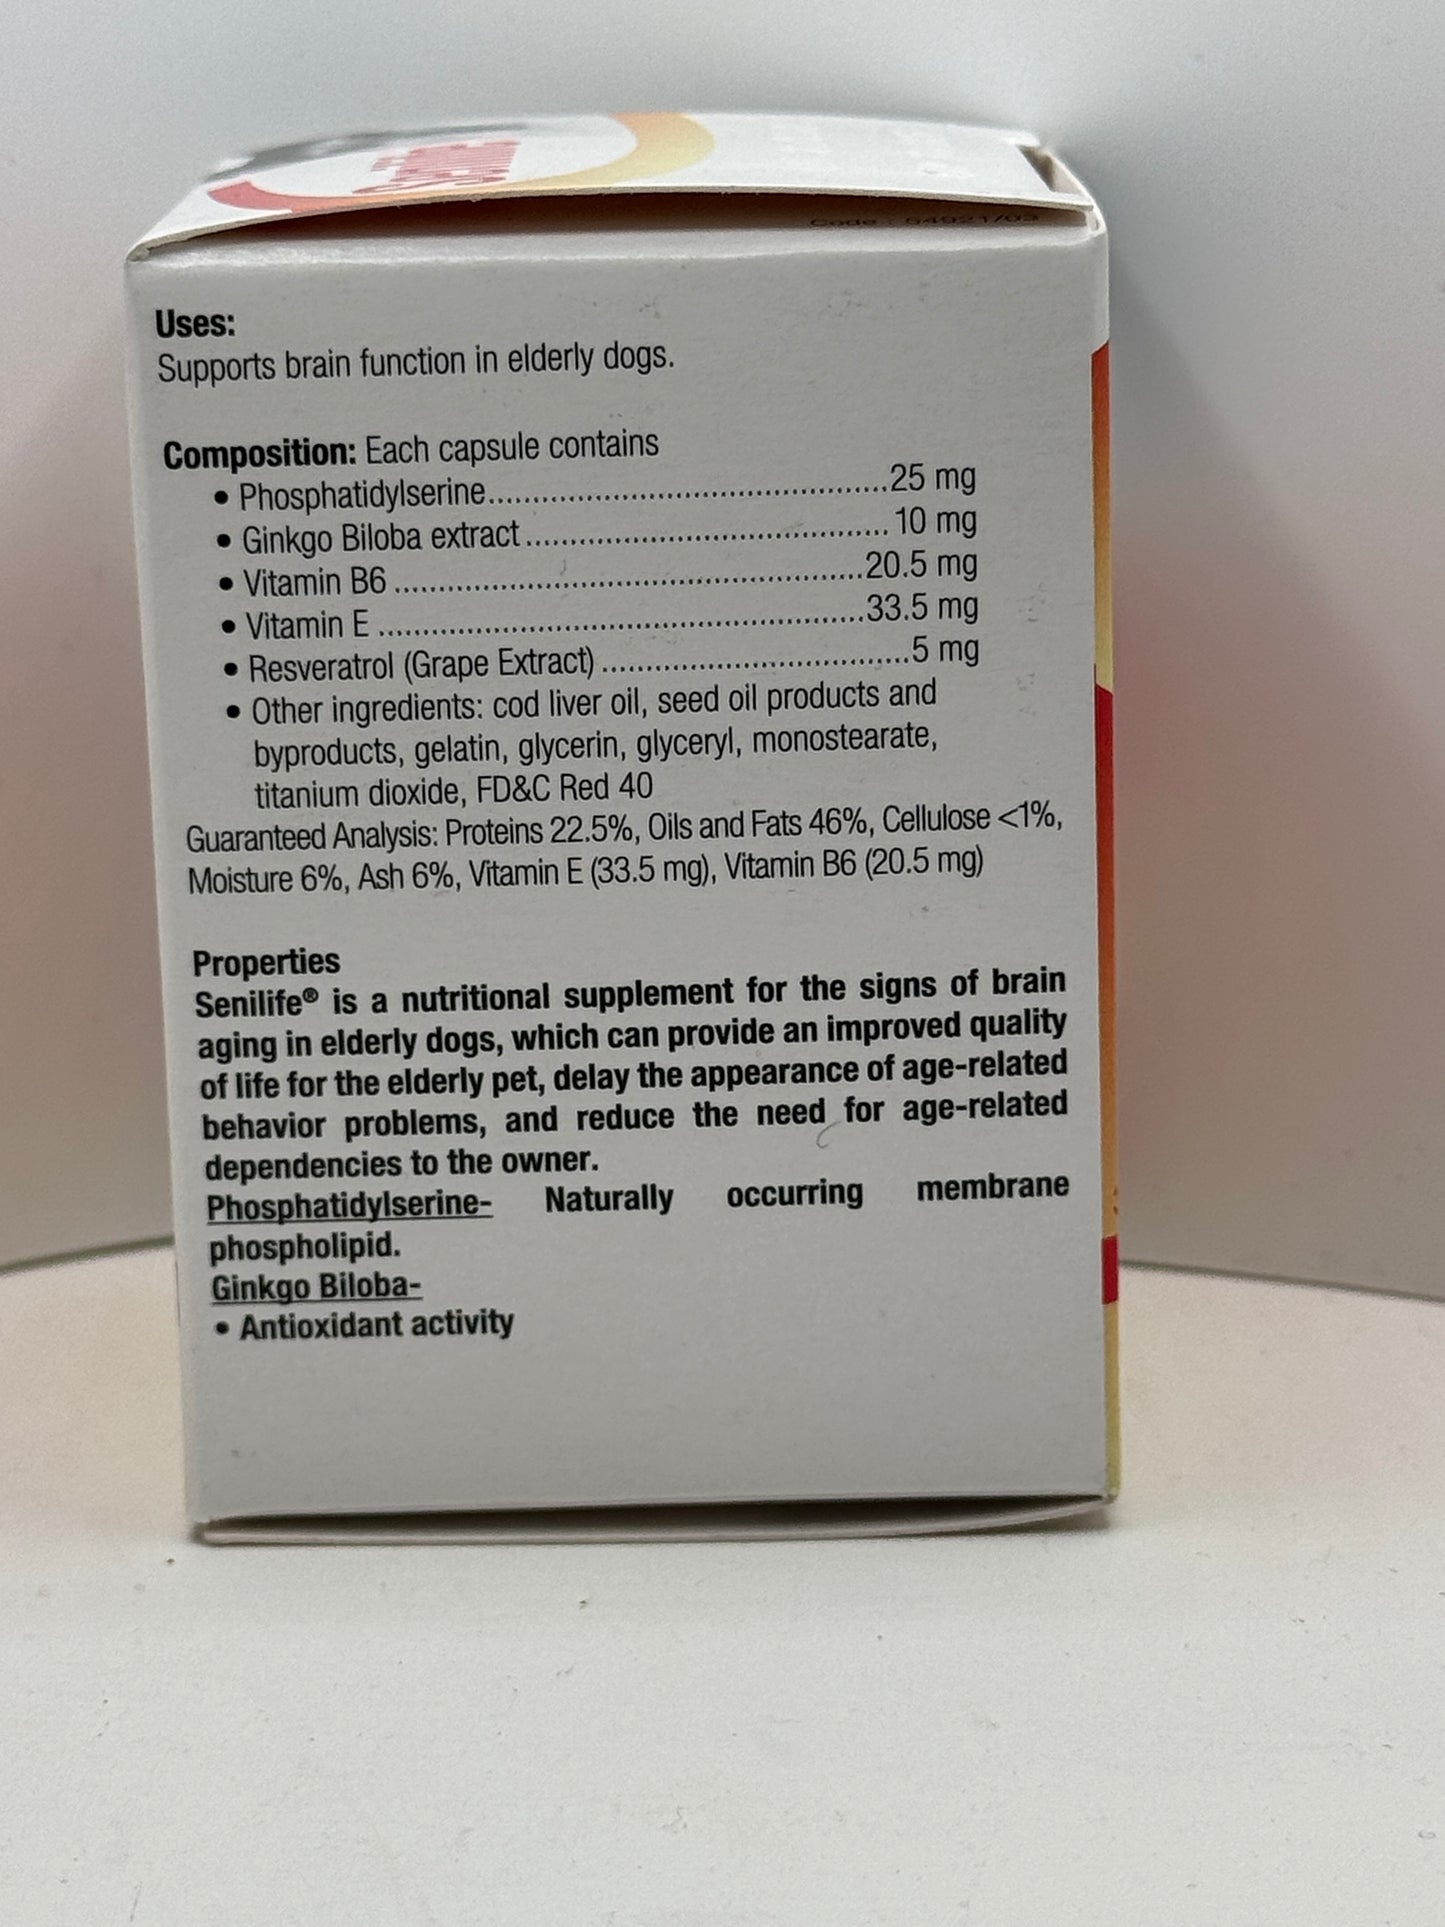 Senilife
Code : 54921/03
Uses:
Supports brain function in elderly dogs.
Composition: Each capsule contains
• Phosphatidylserine..............................................25 mg
• Ginkgo Biloba extract..........................................10 mg
• Vitamin B6......................................................20.5 mg
• Vitamin E........................................................33.5 mg
• Resveratrol (Grape Extract)...................................5 mg
• Other ingredients: cod liver oil, seed oil products and
byproducts, gelatin, glycerin, glyceryl, monostearate,
titanium dioxide, FD&C Red 40
Guaranteed Analysis: Proteins 22.5%, Oils and Fats 46%, Cellulose <1%,
Moisture 6%, Ash 6%, Vitamin E (33.5 mg), Vitamin B6 (20.5 mg)
Properties
Senilife® is a nutritional supplement for the signs of brain
aging in elderly dogs, which can provide an improved quality
of life for the elderly pet, delay the appearance of age-related
behavior problems, and reduce the need for age-related
dependencies to the owner.
Phosphatidylserine- Naturally occurring membrane
phospholipid.
Ginkgo Biloba-
• Antioxidant activity